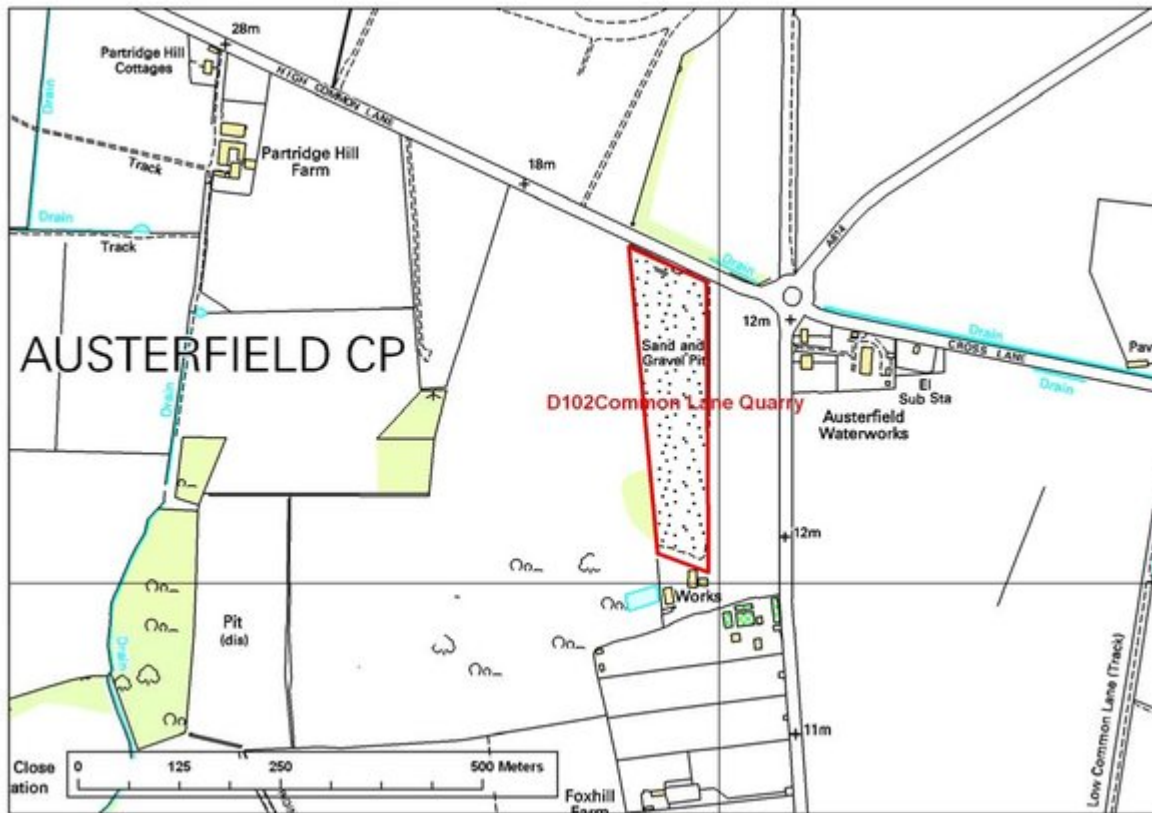 28m
Partridge Hill
Cottages
HIGH COMMON LANE
Drain
Partridge Hill
Farm
Track
18m
Drain
Track
Drain
A614
12m
AUSTERFIELD CP
Sand and
Gravel Pit
Drain
CROSS LANE
Pav
Drain
El
Sub Sta
D102Common Lane Quarry
Austerfield
Waterworks
Drain
12m
Works
Pit
(dis)
Drain
Low Common Lane (Track)
11m
Close
ation
0 125 250 500 Meters
Foxhill
Farm